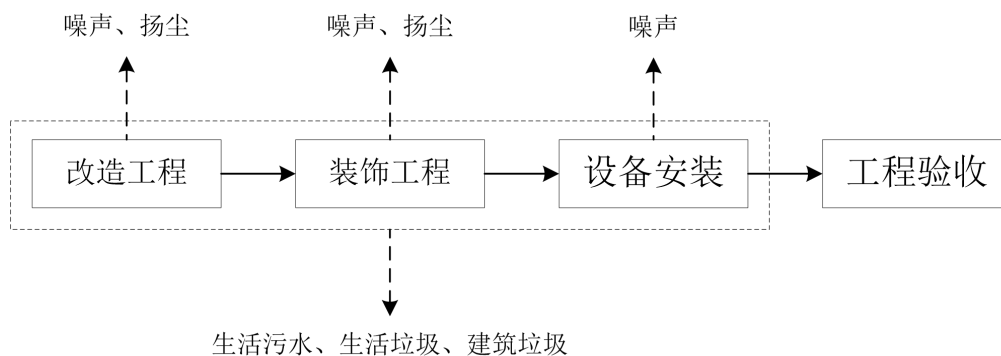 噪声、扬尘
噪声、扬尘
噪声
改造工程
装饰工程
设备安装
工程验收
生活污水、生活垃圾、建筑垃圾